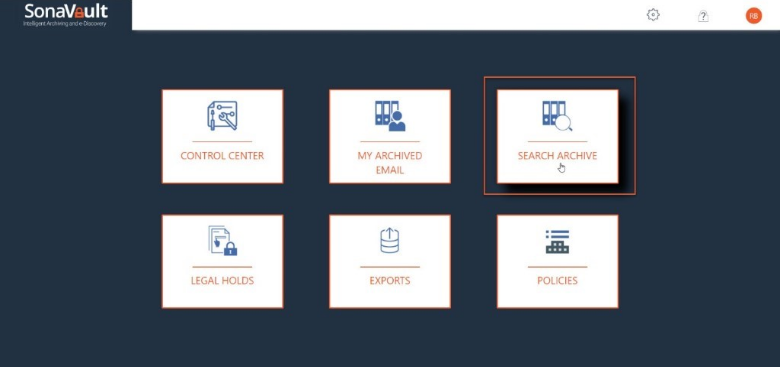 SonaVault
Intelligent Archiving and e-Discovery
RB
CONTROL CENTER
MY ARCHIVED
EMAIL
SEARCH ARCHIVE
LEGAL HOLDS
EXPORTS
POLICIES